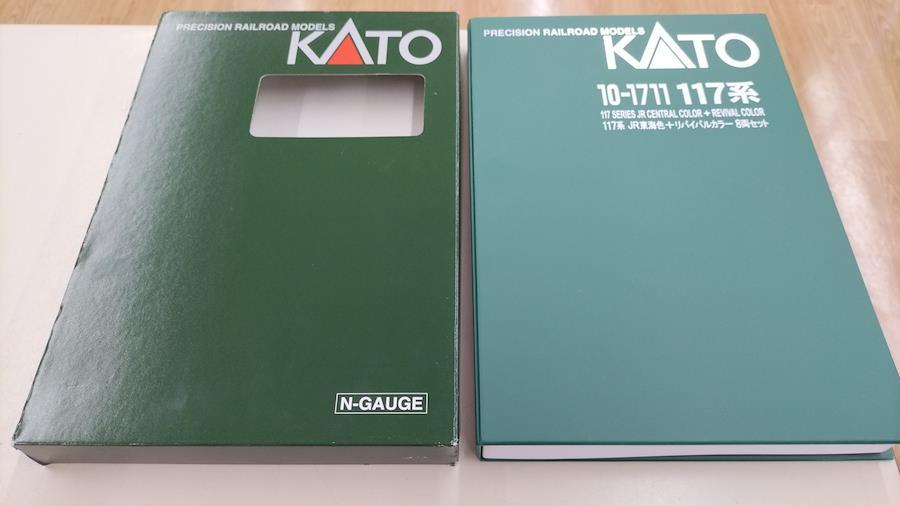 PRECISION RAILROAD MODELS
KATO
N-GAUGE
PRECISION RAILROAD MODELS
KATO
10-1711 117系
117 SERIES JR CENTRAL COLOR + REVIVAL COLOR
117系 JR東海色+リバイバルカラー 8両セット